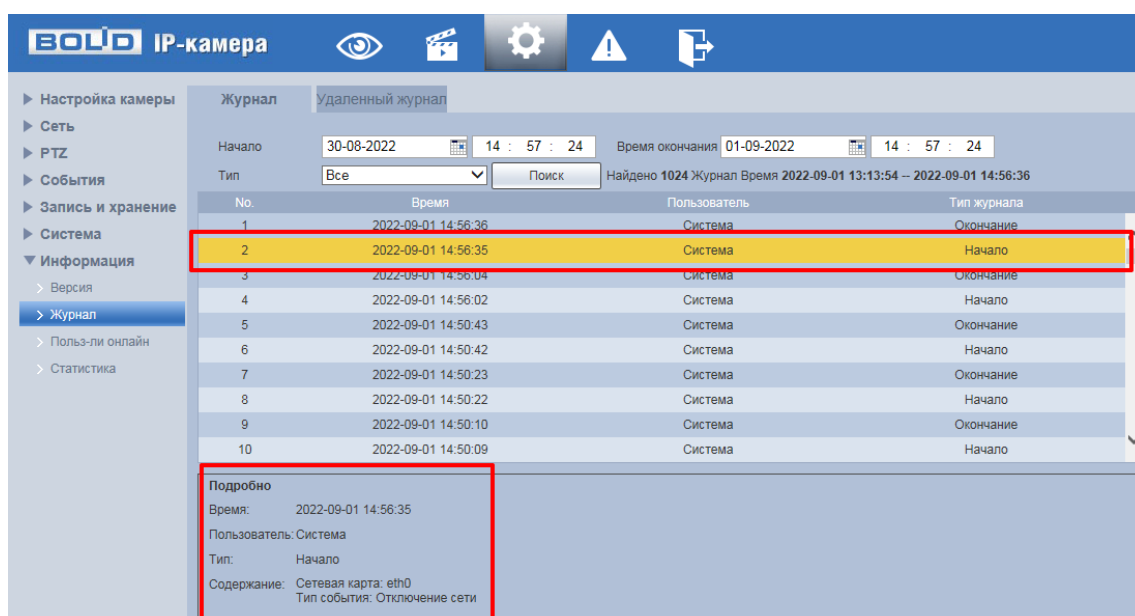 BOLID IP-камера
Настройка камеры
Сеть
PTZ
События
Запись и хранение
Система
Информация
Версия
Журнал
Польз-ли онлайн
Статистика
Журнал Удаленный журнал
Начало 30-08-2022 14 : 57 : 24 Время окончания 01-09-2022 14 : 57 : 24
Тип Все Поиск Найдено 1024 Журнал Время 2022-09-01 13:13:54 -- 2022-09-01 14:56:36
No. Время Пользователь Тип журнала
1 2022-09-01 14:56:36 Система Окончание
2 2022-09-01 14:56:35 Система Начало
3 2022-09-01 14:56:04 Система Окончание
4 2022-09-01 14:56:02 Система Начало
5 2022-09-01 14:50:43 Система Окончание
6 2022-09-01 14:50:42 Система Начало
7 2022-09-01 14:50:23 Система Окончание
8 2022-09-01 14:50:22 Система Начало
9 2022-09-01 14:50:10 Система Окончание
10 2022-09-01 14:50:09 Система Начало
Подробно
Время: 2022-09-01 14:56:35
Пользователь: Система
Тип: Начало
Содержание: Сетевая карта: eth0
Тип события: Отключение сети